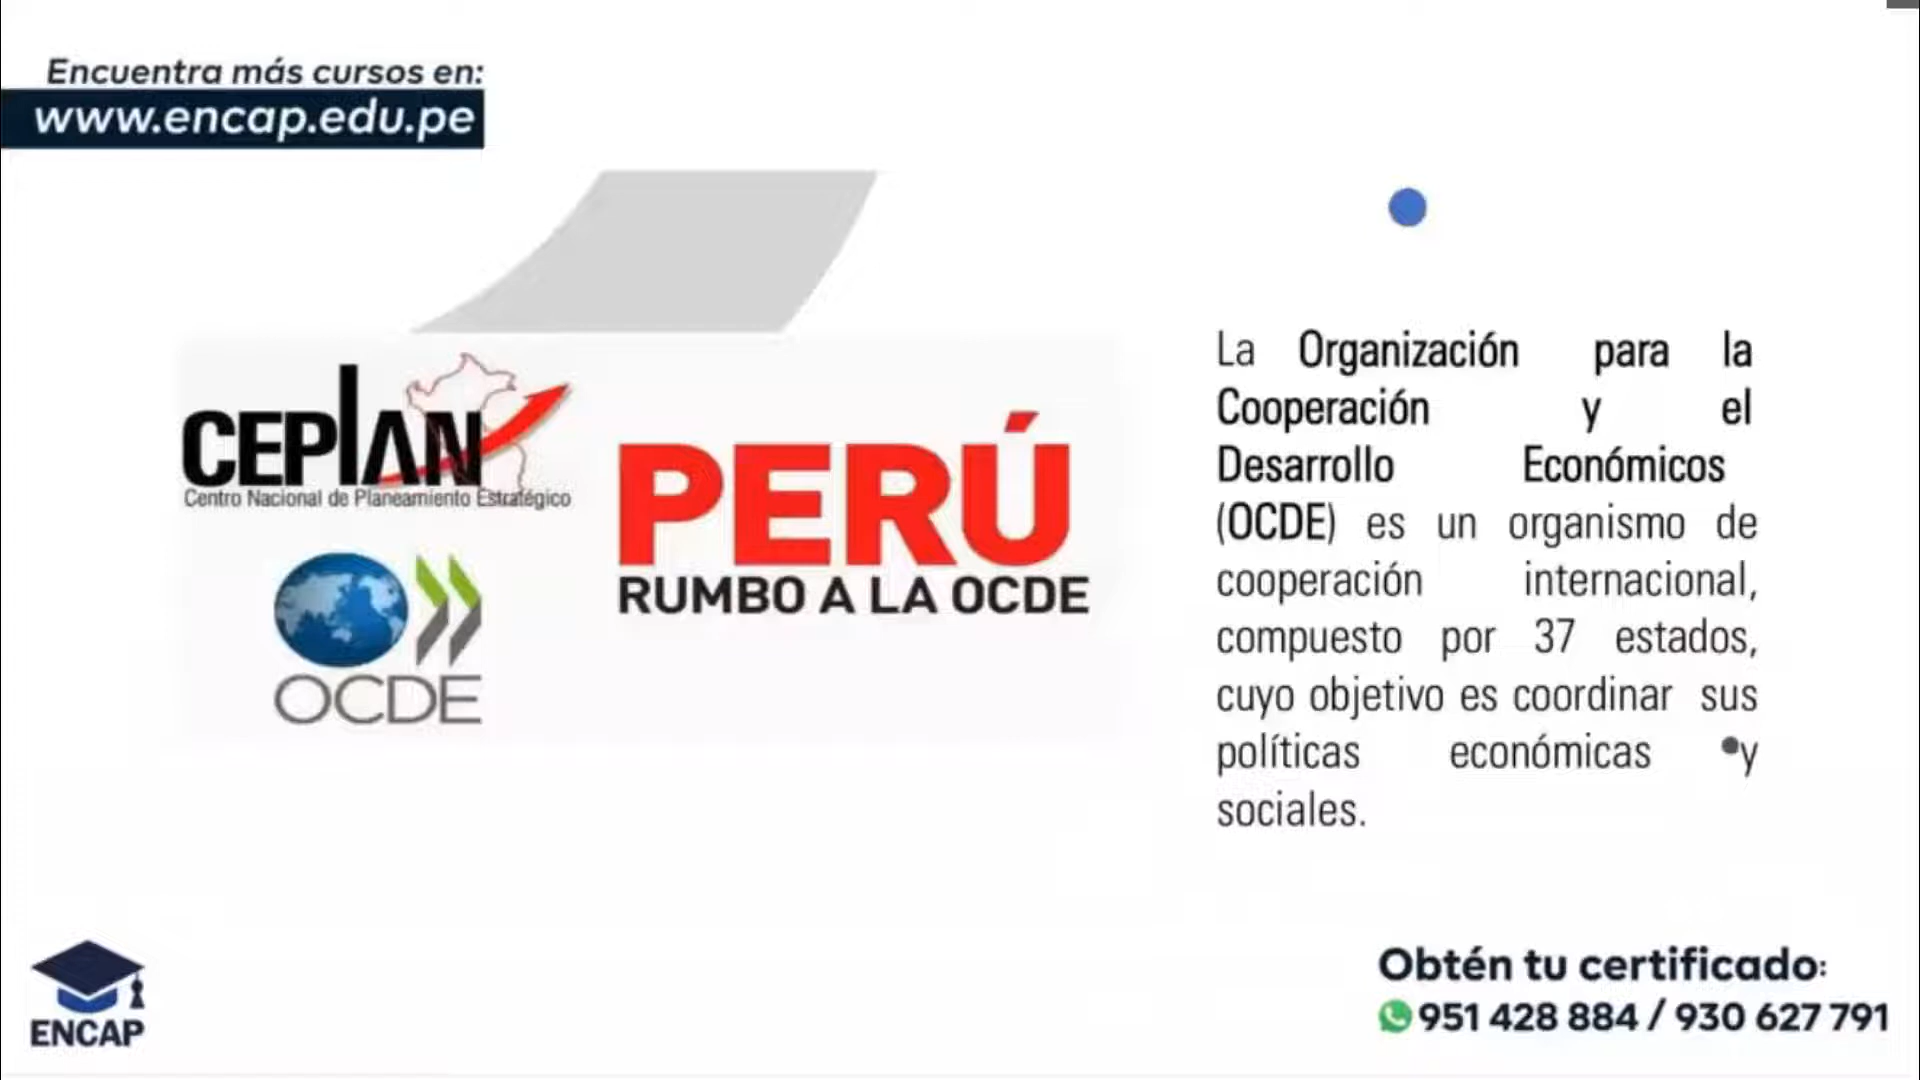 Encuentra más cursos en:
www.encap.edu.pe
CEPLAN
Centro Nacional de Planeamiento Estratégico
PERÚ
RUMBO A LA OCDE
OCDE
La Organización para la
Cooperación y el
Desarrollo Económicos
(OCDE) es un organismo de
cooperación internacional,
compuesto por 37 estados,
cuyo objetivo es coordinar sus
políticas económicas y
sociales.
ENCAP
Obtén tu certificado:
951 428 884 / 930 627 791